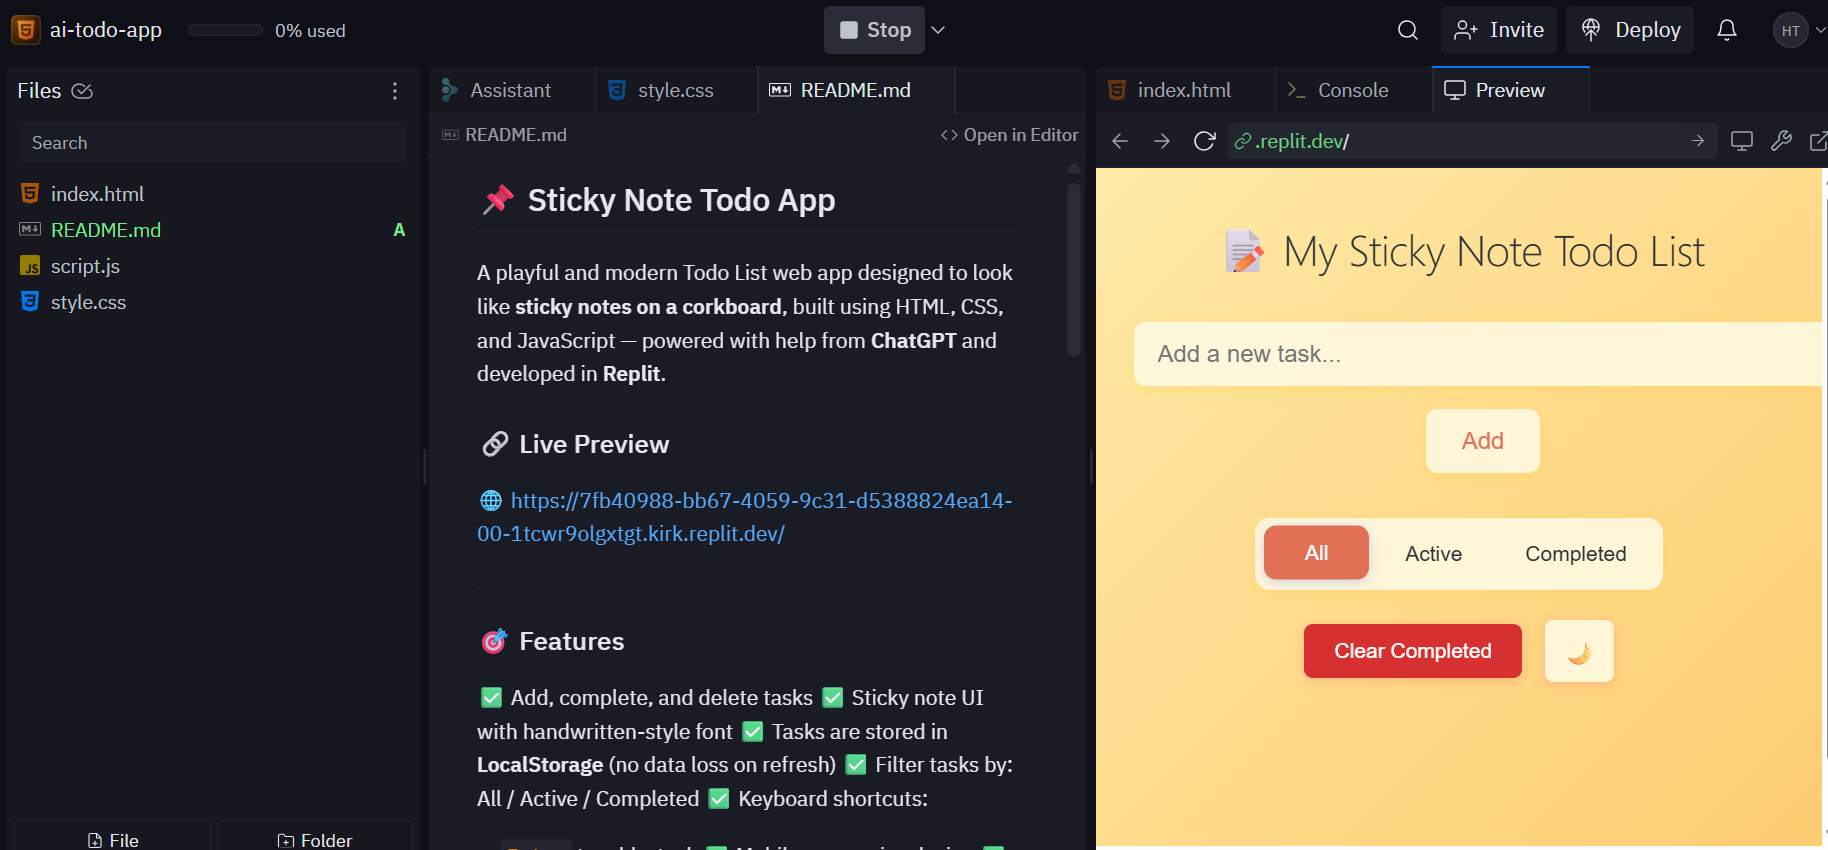 ai-todo-app
0% used
Stop
Invite
Deploy
HT
Files
Search
index.html
README.md
A
script.js
style.css
File
Folder
Assistant
style.css
README.md
README.md
Open in Editor
Sticky Note Todo App
A playful and modern Todo List web app designed to look
like sticky notes on a corkboard, built using HTML, CSS,
and JavaScript — powered with help from ChatGPT and
developed in Replit.
Live Preview
https://7fb40988-bb67-4059-9c31-d5388824ea14-
00-1tcwr9olgxtgt.kirk.replit.dev/
Features
✅ Add, complete, and delete tasks ✅ Sticky note UI
with handwritten-style font ✅ Tasks are stored in
LocalStorage (no data loss on refresh) ✅ Filter tasks by:
All / Active / Completed ✅ Keyboard shortcuts:
index.html
Console
Preview
.replit.dev/
My Sticky Note Todo List
Add a new task...
Add
All
Active
Completed
Clear Completed